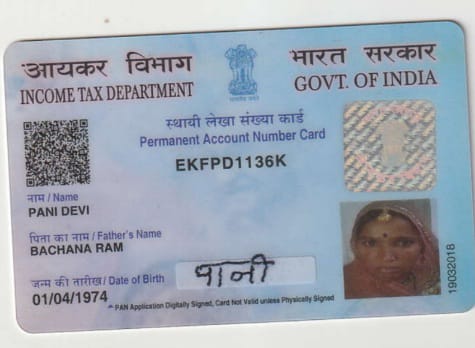 आयकर विभाग
INCOME TAX DEPARTMENT
भारत सरकार
GOVT. OF INDIA
स्थायी लेखा संख्या कार्ड
Permanent Account Number Card
EKFPD1136K
नाम / Name
PANI DEVI
पिता का नाम / Father's Name
BACHANA RAM
जन्म की तारीख / Date of Birth
01/04/1974
पानी
PAN Application Digitally Signed, Card Not Valid unless Physically Signed
19032018